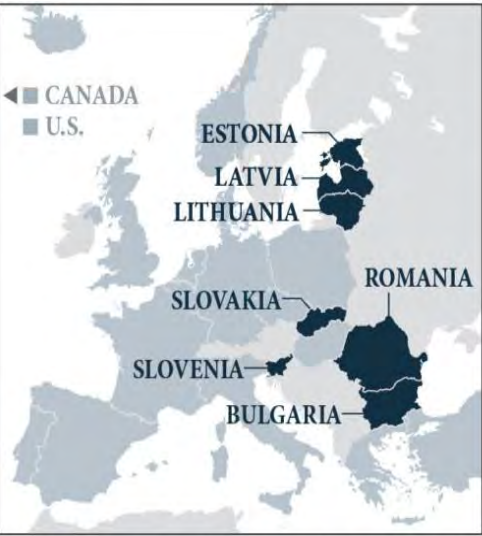 CANADA
U.S.
ESTONIA
LATVIA
LITHUANIA
ROMANIA
SLOVAKIA
SLOVENIA
BULGARIA